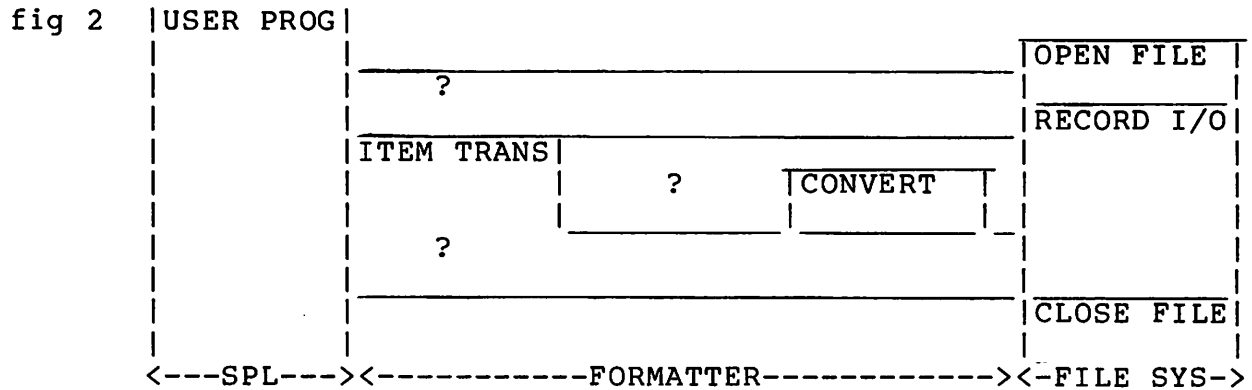 fig 2 |USER PROG|
OPEN FILE
?
RECORD I/O
ITEM TRANS
? CONVERT
?
CLOSE FILE
<---SPL---><-----------FORMATTER------------><-FILE SYS->